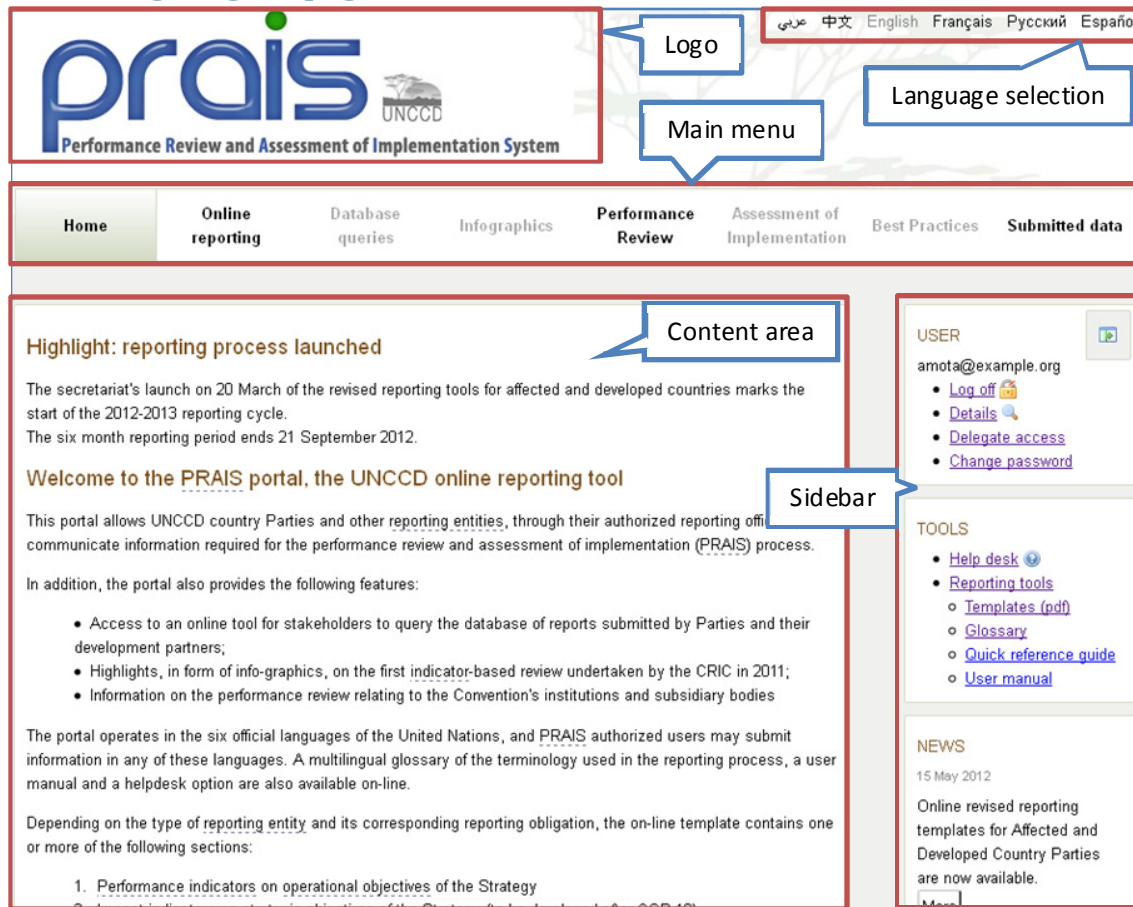 prais
UNCCD
Performance Review and Assessment of Implementation System
Logo
عربي 中文 English Français Русский Españo
Language selection
Main menu
Home
Online reporting
Database queries
Infographics
Performance Review
Assessment of Implementation
Best Practices
Submitted data
Content area
Highlight: reporting process launched
The secretariat's launch on 20 March of the revised reporting tools for affected and developed countries marks the
start of the 2012-2013 reporting cycle.
The six month reporting period ends 21 September 2012.
Welcome to the PRAIS portal, the UNCCD online reporting tool
This portal allows UNCCD country Parties and other reporting entities, through their authorized reporting offi
communicate information required for the performance review and assessment of implementation (PRAIS) process.
In addition, the portal also provides the following features:
• Access to an online tool for stakeholders to query the database of reports submitted by Parties and their
development partners;
• Highlights, in form of info-graphics, on the first indicator-based review undertaken by the CRIC in 2011;
• Information on the performance review relating to the Convention's institutions and subsidiary bodies
The portal operates in the six official languages of the United Nations, and PRAIS authorized users may submit
information in any of these languages. A multilingual glossary of the terminology used in the reporting process, a user
manual and a helpdesk option are also available on-line.
Depending on the type of reporting entity and its corresponding reporting obligation, the on-line template contains one
or more of the following sections:
1. Performance indicators on operational objectives of the Strategy
Sidebar
USER
amota@example.org
• Log off
• Details
• Delegate access
• Change password
TOOLS
• Help desk
• Reporting tools
Templates (pdf)
Glossary
Quick reference guide
User manual
NEWS
15 May 2012
Online revised reporting
templates for Affected and
Developed Country Parties
are now available.
More